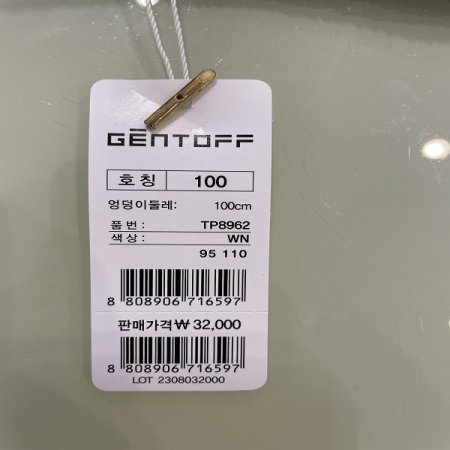 GENTOFF
호칭 100
엉덩이둘레: 100cm
품번: TP8962
색상: WN
95 110
8 808906 716597
판매가격₩ 32,000
8 808906 716597
LOT 2308032000